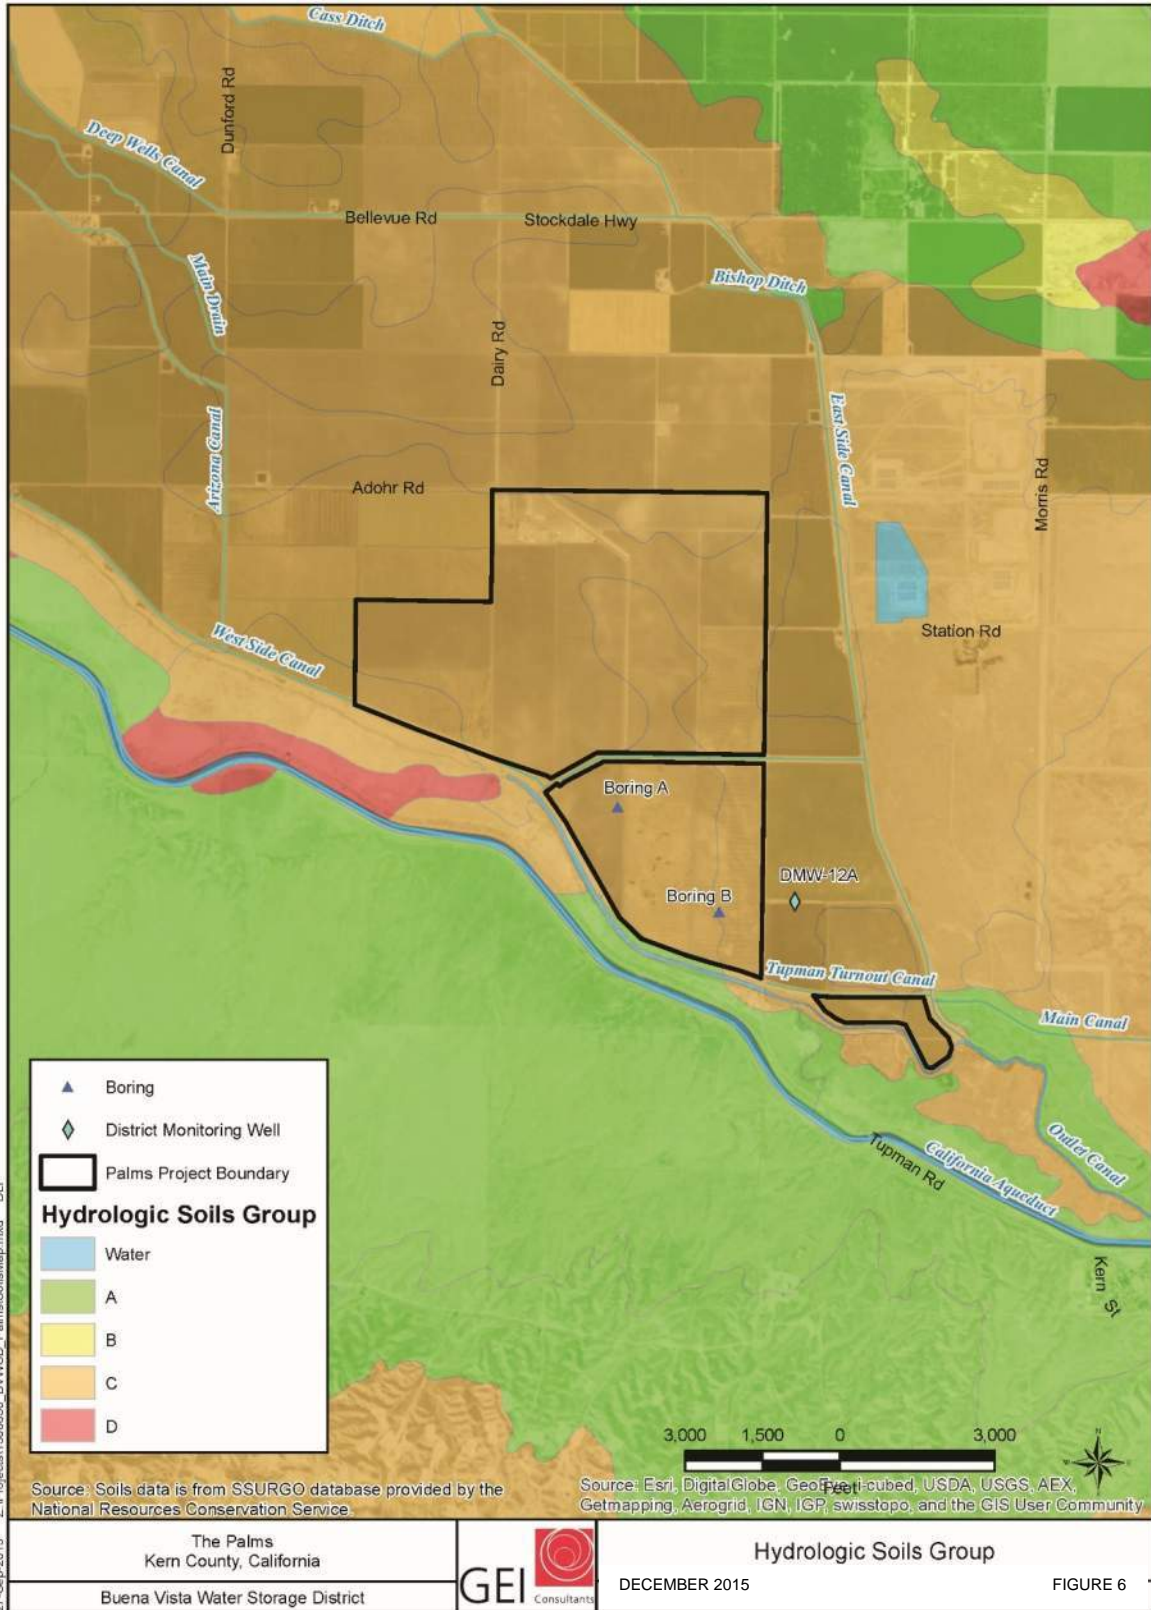 Cass Ditch
Dunford Rd
Deep Wells Canal
Bellevue Rd
Stockdale Hwy
Main Drain
Bishop Ditch
Dairy Rd
East Side Canal
Arizona Canal
Adohr Rd
Morris Rd
Station Rd
West Side Canal
Boring A
Boring B
DMW-12A
Tupman Turnout Canal
Main Canal
Outlet Canal
California Aqueduct
Tupman Rd
Kern St
Boring
District Monitoring Well
Palms Project Boundary
Hydrologic Soils Group
Water
A
B
C
D
3,000 1,500 0 3,000
Feet
N
Source: Soils data is from SSURGO database provided by the
National Resources Conservation Service.
Source: Esri, DigitalGlobe, GeoEye, i-cubed, USDA, USGS, AEX,
Getmapping, Aerogrid, IGN, IGP, swisstopo, and the GIS User Community
The Palms
Kern County, California
Buena Vista Water Storage District
GEI Consultants
Hydrologic Soils Group
DECEMBER 2015
FIGURE 6